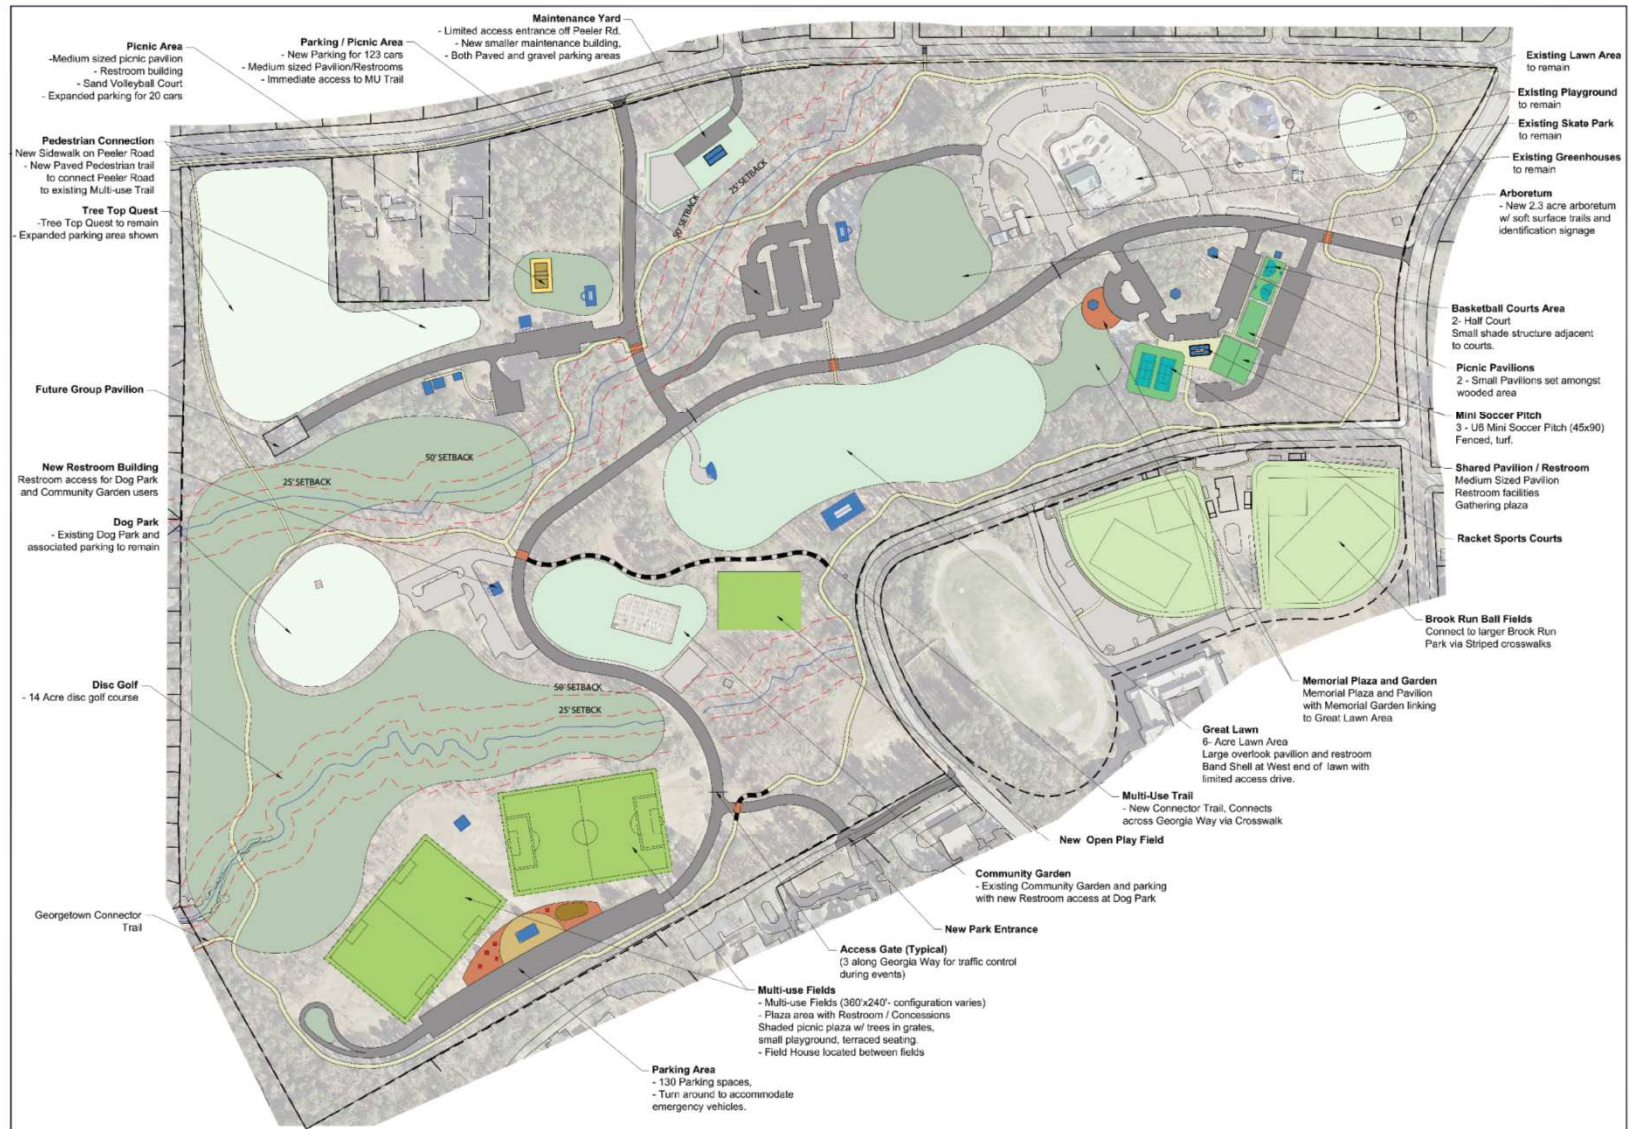 Maintenance Yard
- Limited access entrance off Peeler Rd.
- New smaller maintenance building,
- Both Paved and gravel parking areas
Parking / Picnic Area
- New Parking for 123 cars
- Medium sized Pavilion/Restrooms
- Immediate access to MU Trail
Picnic Area
-Medium sized picnic pavilion
- Restroom building
- Sand Volleyball Court
- Expanded parking for 20 cars
Pedestrian Connection
- New Sidewalk on Peeler Road
- New Paved Pedestrian trail
to connect Peeler Road
to existing Multi-use Trail
Tree Top Quest
-Tree Top Quest to remain
- Expanded parking area shown
Future Group Pavilion
New Restroom Building
Restroom access for Dog Park
and Community Garden users
Dog Park
- Existing Dog Park and
associated parking to remain
Disc Golf
- 14 Acre disc golf course
Georgetown Connector
Trail
25' SETBACK
50' SETBACK
50' SETBACK
25' SETBACK
50' SETBACK
25' SETBCK
Existing Lawn Area
to remain
Existing Playground
to remain
Existing Skate Park
to remain
Existing Greenhouses
to remain
Arboretum
- New 2.3 acre arboretum
w/ soft surface trails and
identification signage
Basketball Courts Area
2- Half Court
Small shade structure adjacent
to courts.
Picnic Pavilions
2 - Small Pavilions set amongst
wooded area
Mini Soccer Pitch
3 - U6 Mini Soccer Pitch (45x90)
Fenced, turf.
Shared Pavilion / Restroom
Medium Sized Pavilion
Restroom facilities
Gathering plaza
Racket Sports Courts
Brook Run Ball Fields
Connect to larger Brook Run
Park via Striped crosswalks
Memorial Plaza and Garden
Memorial Plaza and Pavilion
with Memorial Garden linking
to Great Lawn Area
Great Lawn
6- Acre Lawn Area
Large overlook pavilion and restroom
Band Shell at West end of lawn with
limited access drive.
Multi-Use Trail
- New Connector Trail, Connects
across Georgia Way via Crosswalk
New Open Play Field
Community Garden
- Existing Community Garden and parking
with new Restroom access at Dog Park
New Park Entrance
Access Gate (Typical)
(3 along Georgia Way for traffic control
during events)
Multi-use Fields
- Multi-use Fields (360'x240'- configuration varies)
- Plaza area with Restroom / Concessions
Shaded picnic plaza w/ trees in grates,
small playground, terraced seating.
- Field House located between fields
Parking Area
- 130 Parking spaces,
- Turn around to accommodate
emergency vehicles.